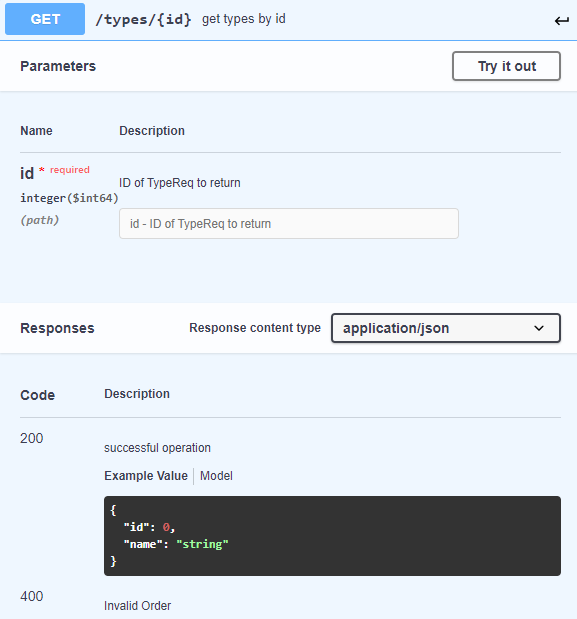 GET /types/{id} get types by id
Parameters
Try it out
Name Description
id * required
ID of TypeReq to return
integer($int64)
(path)
id - ID of TypeReq to return
Responses Response content type application/json
Code Description
200
successful operation
Example Value Model
{
"id": 0,
"name": "string"
}
400
Invalid Order